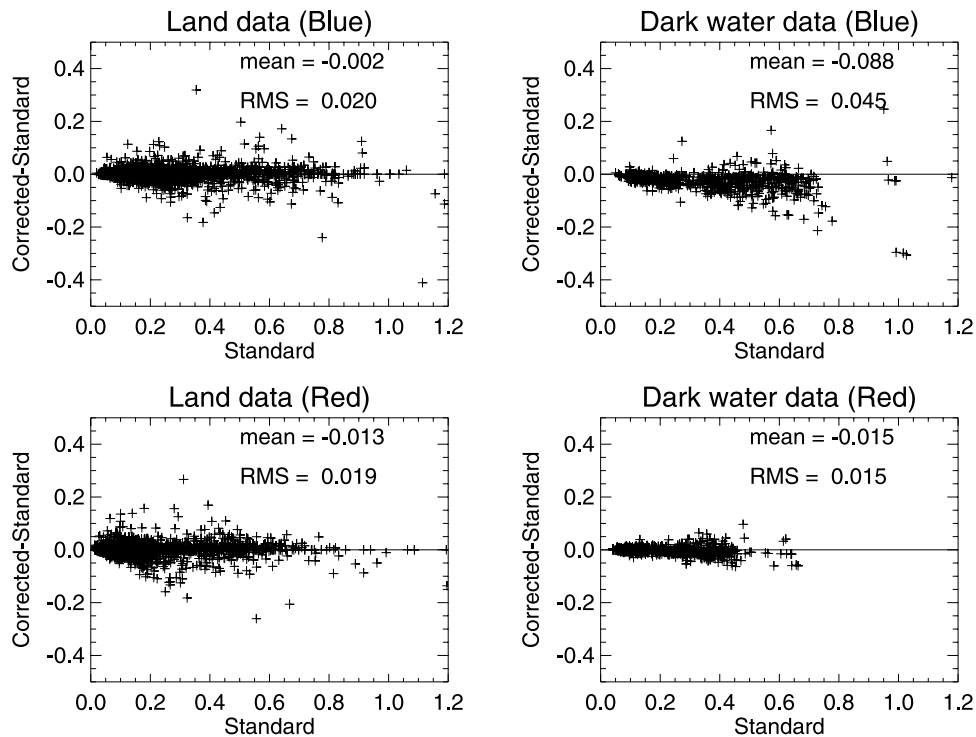 Land data (Blue)
mean = -0.002
RMS = 0.020
Corrected-Standard
0.4
0.2
0.0
-0.2
-0.4
0.0 0.2 0.4 0.6 0.8 1.0 1.2
Standard
Dark water data (Blue)
mean = -0.088
RMS = 0.045
Corrected-Standard
0.4
0.2
0.0
-0.2
-0.4
0.0 0.2 0.4 0.6 0.8 1.0 1.2
Standard
Land data (Red)
mean = -0.013
RMS = 0.019
Corrected-Standard
0.4
0.2
0.0
-0.2
-0.4
0.0 0.2 0.4 0.6 0.8 1.0 1.2
Standard
Dark water data (Red)
mean = -0.015
RMS = 0.015
Corrected-Standard
0.4
0.2
0.0
-0.2
-0.4
0.0 0.2 0.4 0.6 0.8 1.0 1.2
Standard